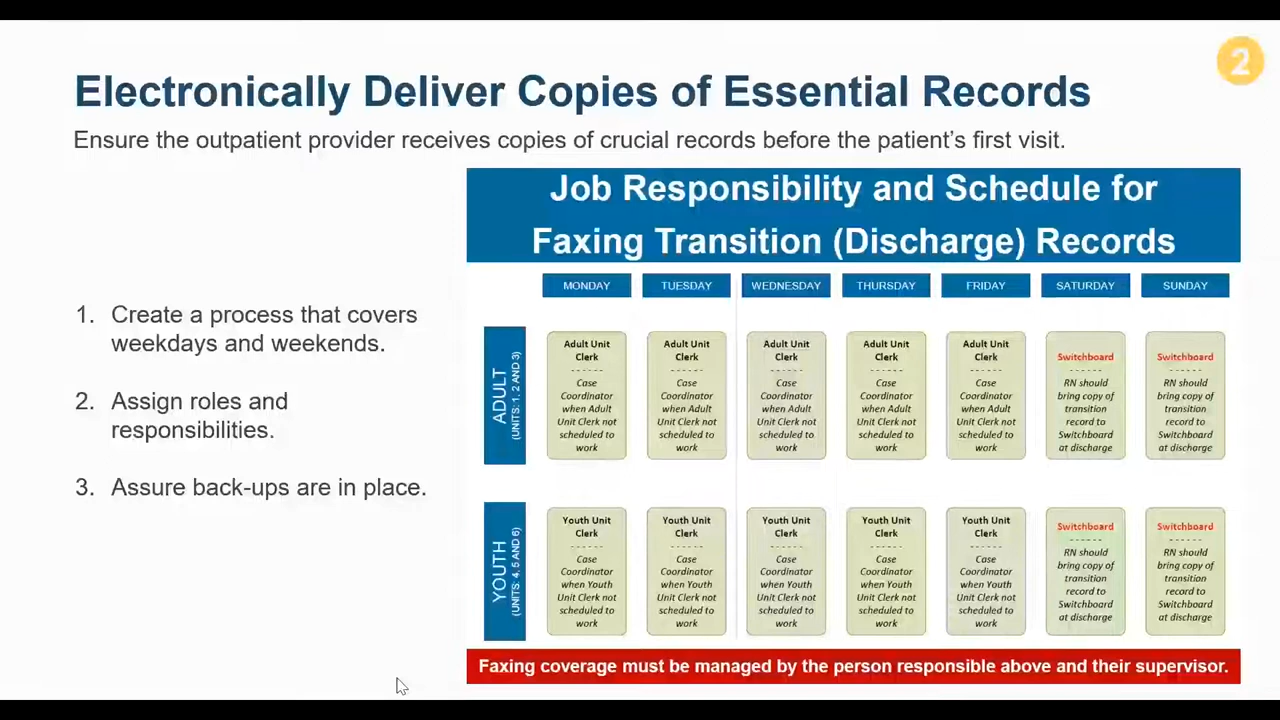 2
Electronically Deliver Copies of Essential Records
Ensure the outpatient provider receives copies of crucial records before the patient's first visit.
1. Create a process that covers
weekdays and weekends.
2. Assign roles and
responsibilities.
3. Assure back-ups are in place.
Job Responsibility and Schedule for
Faxing Transition (Discharge) Records
MONDAY TUESDAY WEDNESDAY THURSDAY FRIDAY SATURDAY SUNDAY
ADULT
(UNITS: 1, 2 AND 3)
Adult Unit
Clerk
------
Case
Coordinator
when Adult
Unit Clerk not
scheduled to
work
Adult Unit
Clerk
------
Case
Coordinator
when Adult
Unit Clerk not
scheduled to
work
Adult Unit
Clerk
------
Case
Coordinator
when Adult
Unit Clerk not
scheduled to
work
Adult Unit
Clerk
------
Case
Coordinator
when Adult
Unit Clerk not
scheduled to
work
Adult Unit
Clerk
------
Case
Coordinator
when Adult
Unit Clerk not
scheduled to
work
Switchboard
------
RN should
bring copy of
transition
record to
Switchboard
at discharge
Switchboard
------
RN should
bring copy of
transition
record to
Switchboard
at discharge
YOUTH
(UNITS: 4, 5 AND 6)
Youth Unit
Clerk
------
Case
Coordinator
when Youth
Unit Clerk not
scheduled to
work
Youth Unit
Clerk
------
Case
Coordinator
when Youth
Unit Clerk not
scheduled to
work
Youth Unit
Clerk
------
Case
Coordinator
when Youth
Unit Clerk not
scheduled to
work
Youth Unit
Clerk
------
Case
Coordinator
when Youth
Unit Clerk not
scheduled to
work
Youth Unit
Clerk
------
Case
Coordinator
when Youth
Unit Clerk not
scheduled to
work
Switchboard
------
RN should
bring copy of
transition
record to
Switchboard
at discharge
Switchboard
------
RN should
bring copy of
transition
record to
Switchboard
at discharge
Faxing coverage must be managed by the person responsible above and their supervisor.